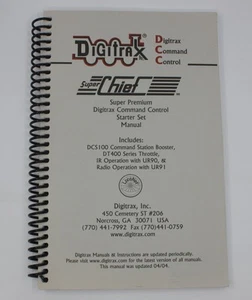 DIGITRAX
Digitrax
Command
Control
Super Chief
Super Premium
Digitrax Command Control
Starter Set
Manual
Includes:
DCS100 Command Station Booster,
DT400 Series Throttle,
IR Operation with UR90, &
Radio Operation with UR91
Digitrax, Inc.
450 Cemetery ST #206
Norcross, GA 30071 USA
(770) 441-7992 Fax (770) 441-0759
www.digitrax.com
Digitrax Manuals & Instructions are updated periodically.
Please visit www.digitrax.com for the latest version of all manuals.
This manual was updated 04/04.